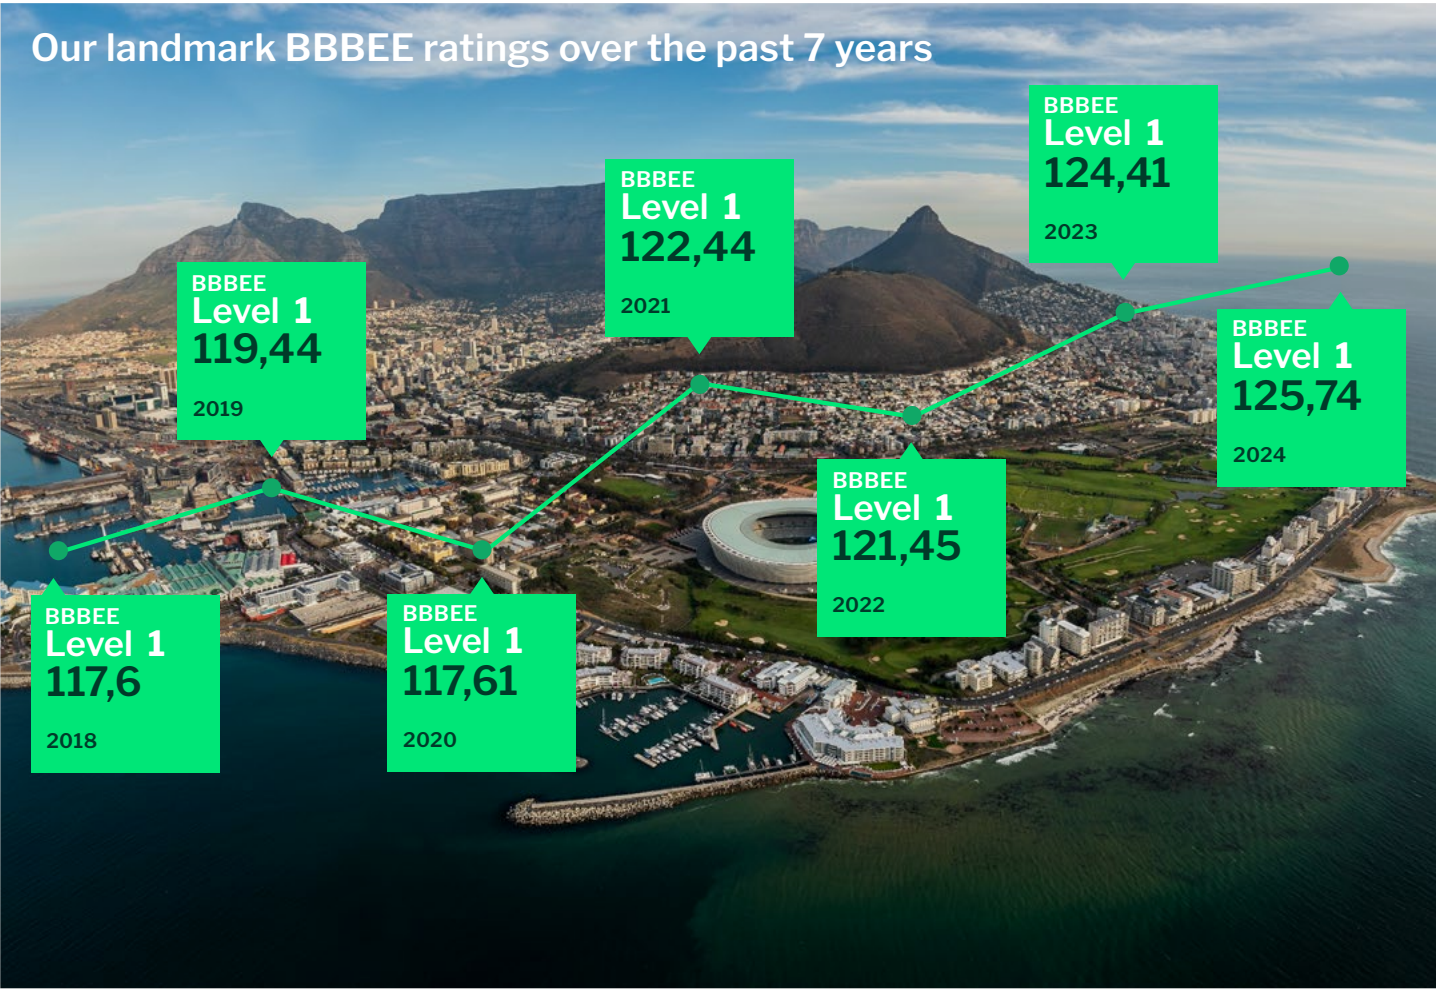 Our landmark BBBEE ratings over the past 7 years
BBBEE
Level 1
117,6
2018
BBBEE
Level 1
119,44
2019
BBBEE
Level 1
117,61
2020
BBBEE
Level 1
122,44
2021
BBBEE
Level 1
121,45
2022
BBBEE
Level 1
124,41
2023
BBBEE
Level 1
125,74
2024